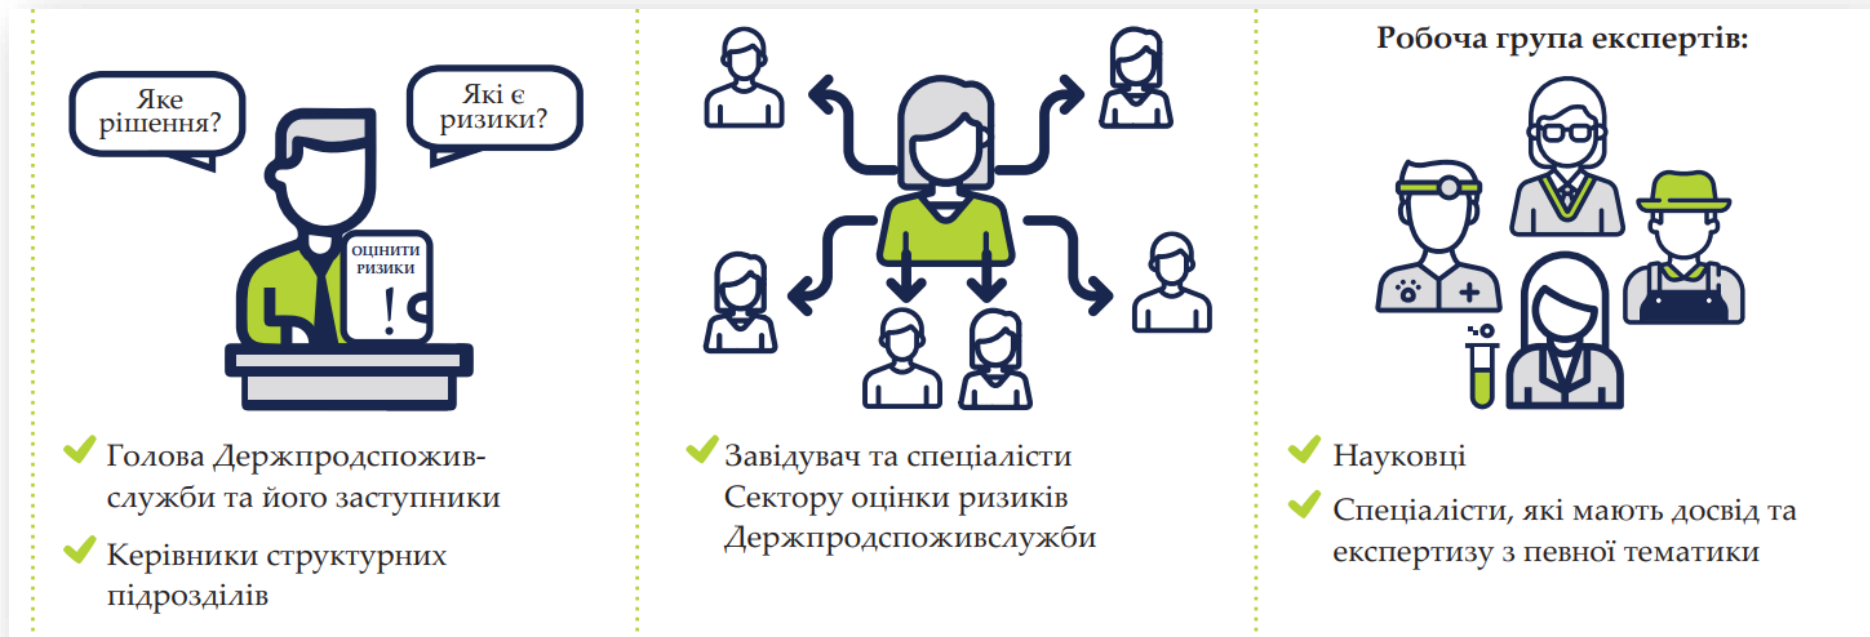 Яке
рішення?
Які є
ризики?
ОЦІНИТИ
РИЗИКИ
!
Голова Держпродспожив-
служби та його заступники
Керівники структурних
підрозділів
Завідувач та спеціалісти
Сектору оцінки ризиків
Держпродспоживслужби
Робоча група експертів:
Науковці
Спеціалісти, які мають досвід та
експертизу з певної тематики